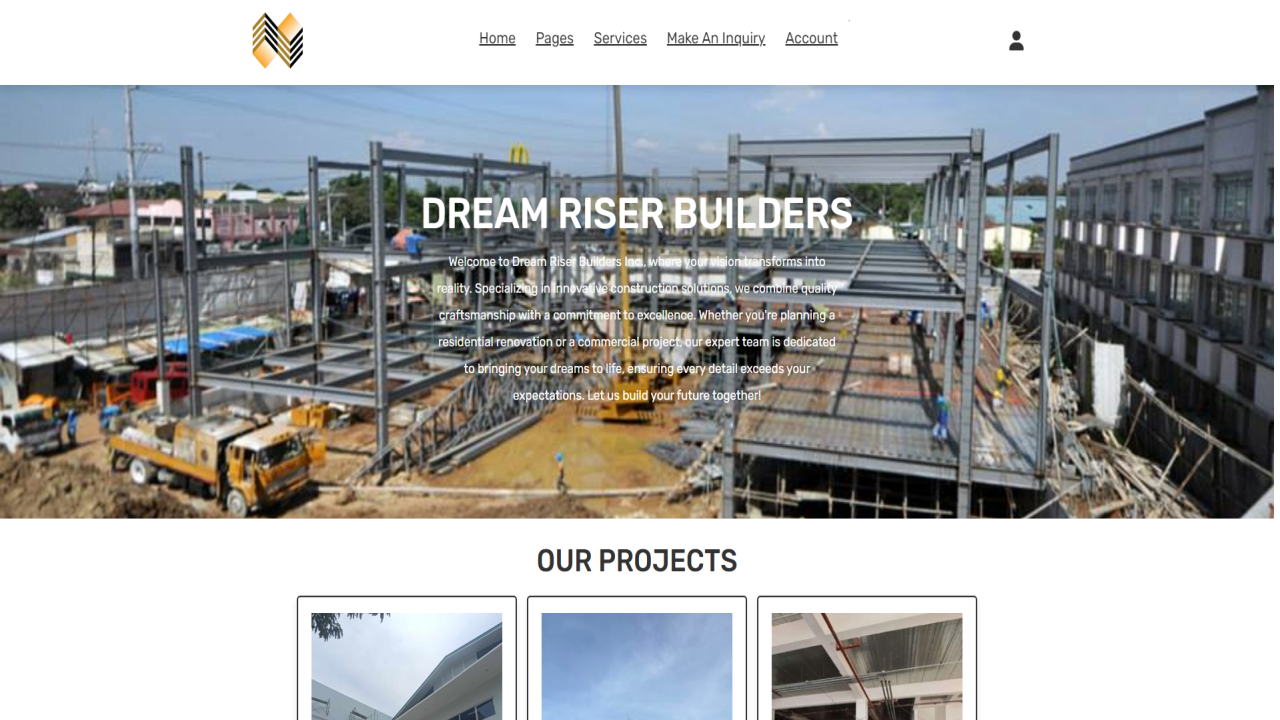 Home Pages Services Make An Inquiry Account
DREAM RISER BUILDERS
Welcome to Dream Riser Builders Inc., where your vision transforms into
reality. Specializing in innovative construction solutions, we combine quality
craftsmanship with a commitment to excellence. Whether you're planning a
residential renovation or a commercial project, our expert team is dedicated
to bringing your dreams to life, ensuring every detail exceeds your
expectations. Let us build your future together!
OUR PROJECTS